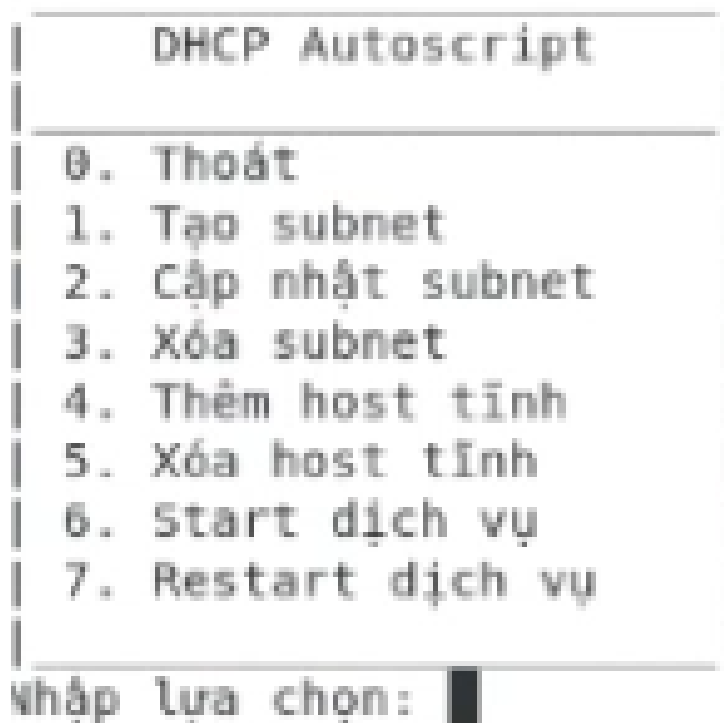 DHCP Autoscript
0. Thoát
1. Tạo subnet
2. Cập nhật subnet
3. Xóa subnet
4. Thêm host tĩnh
5. Xóa host tĩnh
6. Start dịch vụ
7. Restart dịch vụ
Nhập lựa chọn: